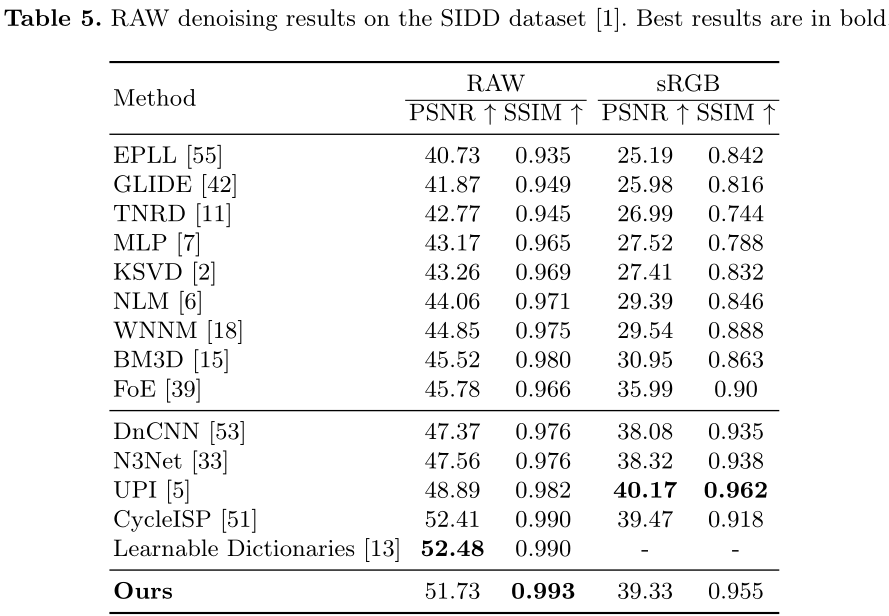 Table 5. RAW denoising results on the SIDD dataset [1]. Best results are in bold
Method RAW sRGB
PSNR ↑ SSIM ↑ PSNR ↑ SSIM ↑
EPLL [55] 40.73 0.935 25.19 0.842
GLIDE [42] 41.87 0.949 25.98 0.816
TNRD [11] 42.77 0.945 26.99 0.744
MLP [7] 43.17 0.965 27.52 0.788
KSVD [2] 43.26 0.969 27.41 0.832
NLM [6] 44.06 0.971 29.39 0.846
WNNM [18] 44.85 0.975 29.54 0.888
BM3D [15] 45.52 0.980 30.95 0.863
FoE [39] 45.78 0.966 35.99 0.90
DnCNN [53] 47.37 0.976 38.08 0.935
N3Net [33] 47.56 0.976 38.32 0.938
UPI [5] 48.89 0.982 40.17 0.962
CycleISP [51] 52.41 0.990 39.47 0.918
Learnable Dictionaries [13] 52.48 0.990 - -
Ours 51.73 0.993 39.33 0.955